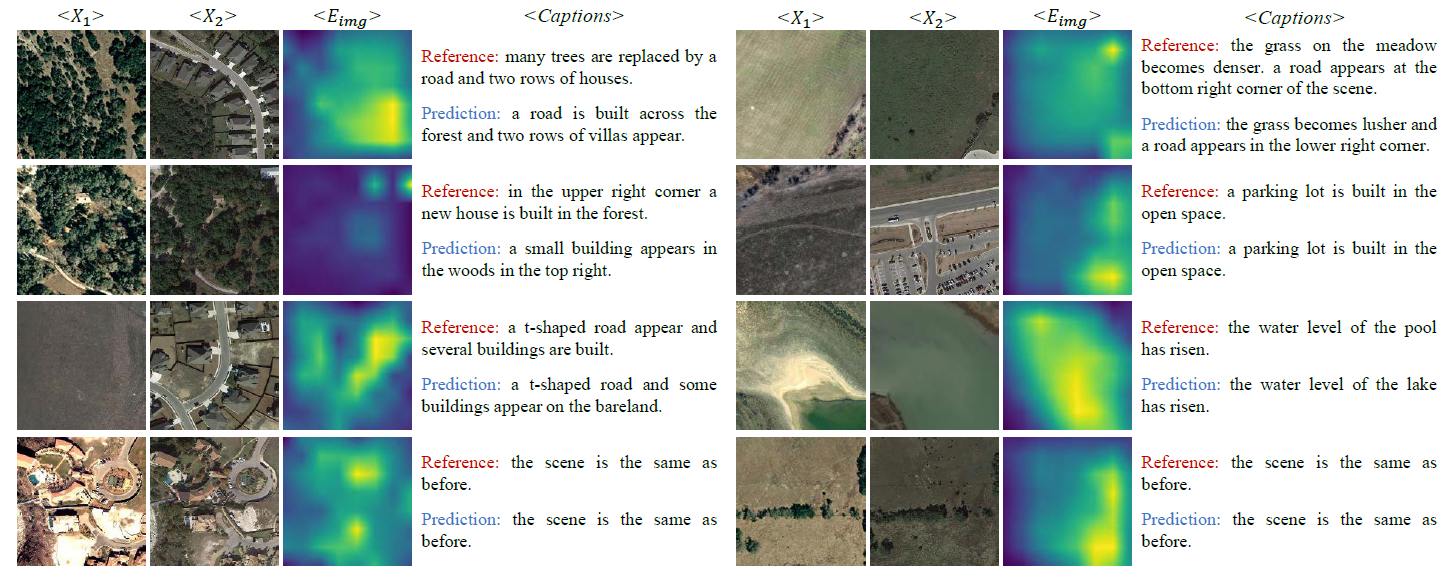 <X₁> <X₂> <E_img> <Captions>
Reference: many trees are replaced by a
road and two rows of houses.
Prediction: a road is built across the
forest and two rows of villas appear.
Reference: in the upper right corner a
new house is built in the forest.
Prediction: a small building appears in
the woods in the top right.
Reference: a t-shaped road appear and
several buildings are built.
Prediction: a t-shaped road and some
buildings appear on the bareland.
Reference: the scene is the same as
before.
Prediction: the scene is the same as
before.
<X₁> <X₂> <E_img> <Captions>
Reference: the grass on the meadow
becomes denser. a road appears at the
bottom right corner of the scene.
Prediction: the grass becomes lusher and
a road appears in the lower right corner.
Reference: a parking lot is built in the
open space.
Prediction: a parking lot is built in the
open space.
Reference: the water level of the pool
has risen.
Prediction: the water level of the lake
has risen.
Reference: the scene is the same as
before.
Prediction: the scene is the same as
before.